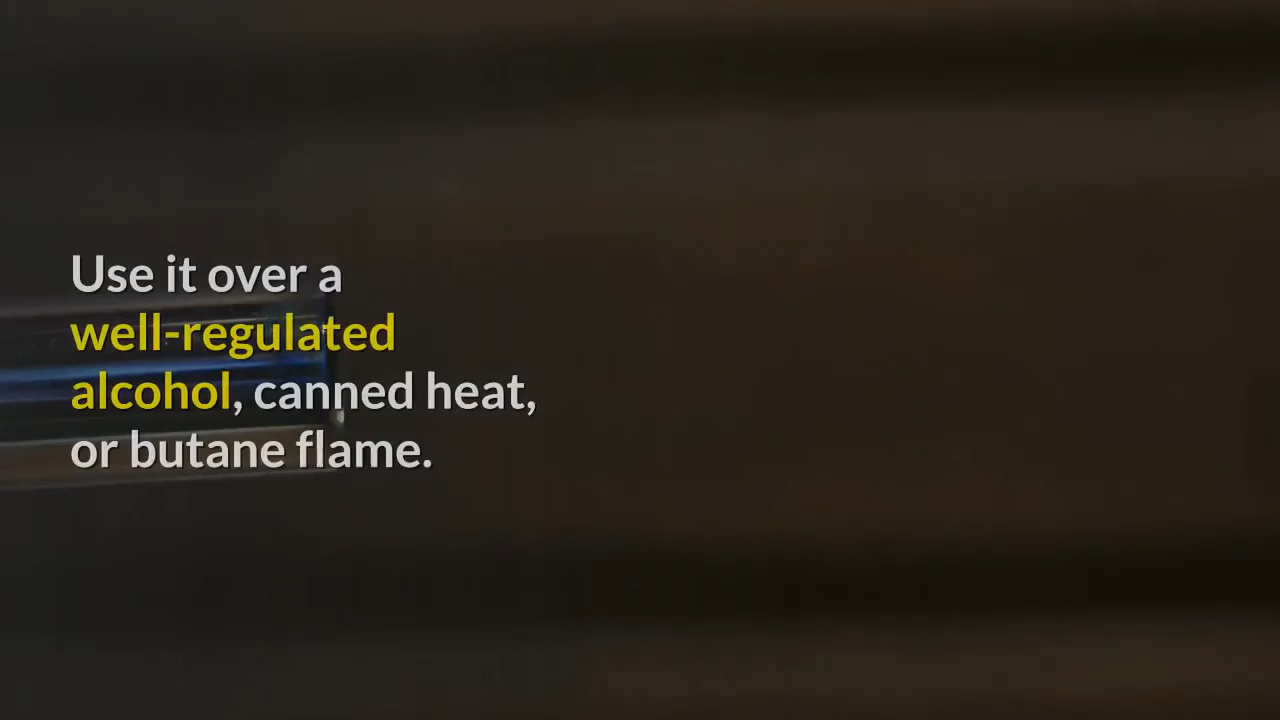 Use it over a
well-regulated
alcohol, canned heat,
or butane flame.